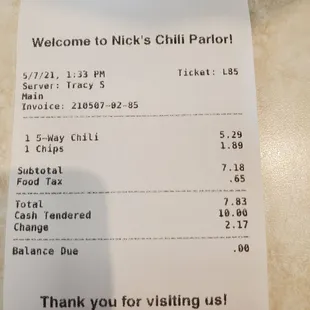 Welcome to Nick's Chili Parlor!
5/7/21, 1:33 PM Ticket: L85
Server: Tracy S
Main
Invoice: 210507-02-85
1 5-Way Chili 5.29
1 Chips 1.89
Subtotal 7.18
Food Tax .65
Total 7.83
Cash Tendered 10.00
Change 2.17
Balance Due .00
Thank you for visiting us!